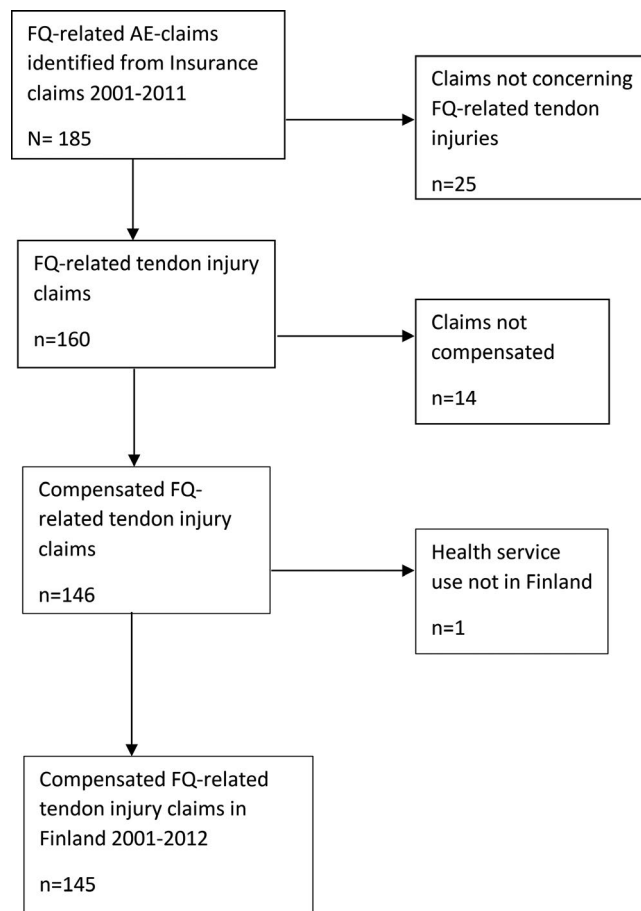 FQ-related AE-claims
identified from Insurance
claims 2001-2011
N= 185
Claims not concerning
FQ-related tendon
injuries
n=25
FQ-related tendon injury
claims
n=160
Claims not
compensated
n=14
Compensated FQ-
related tendon injury
claims
n=146
Health service
use not in Finland
n=1
Compensated FQ-related
tendon injury claims in
Finland 2001-2012
n=145